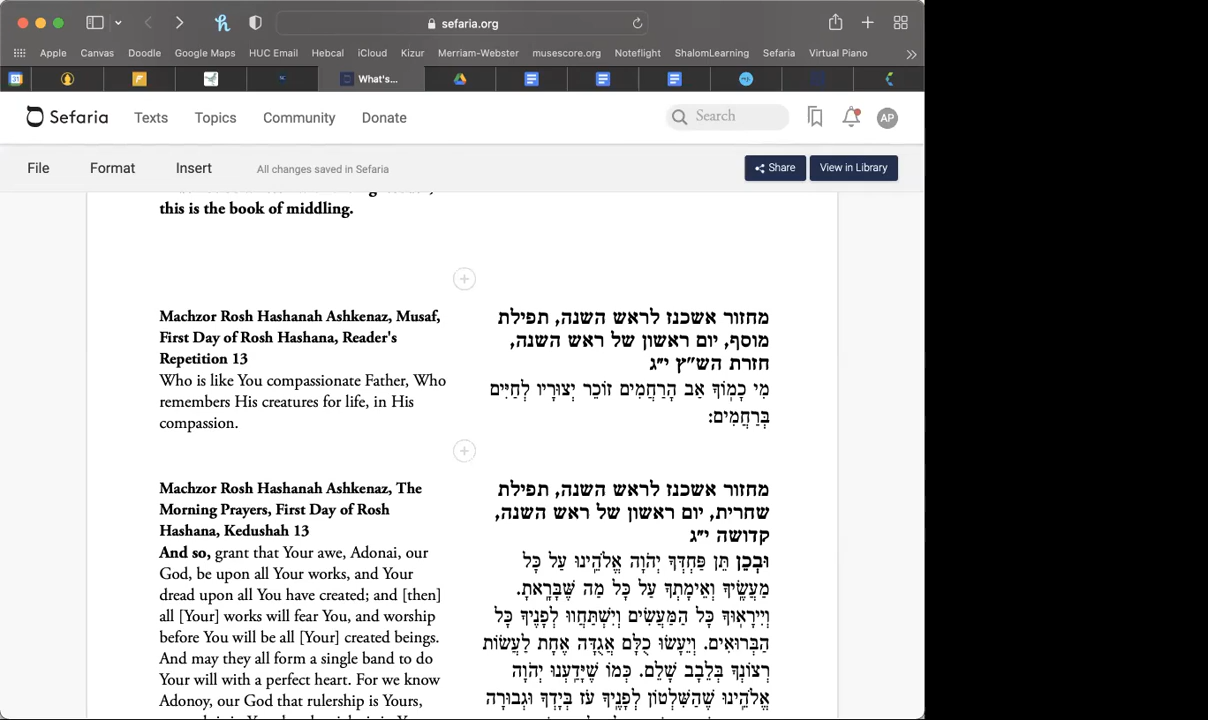 sefaria.org
Apple Canvas Doodle Google Maps HUC Email Hebcal iCloud Kizur Merriam-Webster musescore.org Noteflight ShalomLearning Sefaria Virtual Piano
31 What's...
Sefaria Texts Topics Community Donate Search AP
File Format Insert All changes saved in Sefaria Share View in Library
this is the book of middling.
Machzor Rosh Hashanah Ashkenaz, Musaf,
First Day of Rosh Hashana, Reader's
Repetition 13
Who is like You compassionate Father, Who
remembers His creatures for life, in His
compassion.
מחזור אשכנז לראש השנה, תפילת
מוסף, יום ראשון של ראש השנה,
חזרת הש״ץ י״ג
מִי כָמֽוֹךָ אַב הָרַחֲמִים זוֹכֵר יְצוּרָיו לְחַיִּים
בְּרַחֲמִים:
Machzor Rosh Hashanah Ashkenaz, The
Morning Prayers, First Day of Rosh
Hashana, Kedushah 13
And so, grant that Your awe, Adonai, our
God, be upon all Your works, and Your
dread upon all You have created; and [then]
all [Your] works will fear You, and worship
before You will be all [Your] created beings.
And may they all form a single band to do
Your will with a perfect heart. For we know
Adonoy, our God that rulership is Yours,
מחזור אשכנז לראש השנה, תפילת
שחרית, יום ראשון של ראש השנה,
קדושה י״ג
וּבְכֵן תֵּן פַּחְדְּךָ יְהֹוָה אֱלֹהֵֽינוּ עַל כָּל
מַעֲשֶֽׂיךָ וְאֵימָתְךָ עַל כָּל מַה שֶּׁבָּרָֽאתָ.
וְיִירָאֽוּךָ כָּל הַמַּעֲשִׂים וְיִשְׁתַּחֲווּ לְפָנֶֽיךָ כָּל
הַבְּרוּאִים. וְיֵעָשׂוּ כֻלָּם אֲגֻדָּה אֶחָת לַעֲשׂוֹת
רְצוֹנְךָ בְּלֵבָב שָׁלֵם. כְּמוֹ שֶׁיָּדַֽעְנוּ יְהֹוָה
אֱלֹהֵֽינוּ שֶׁהַשִּׁלְטוֹן לְפָנֶֽיךָ עֹז בְּיָדְךָ וּגְבוּרָה